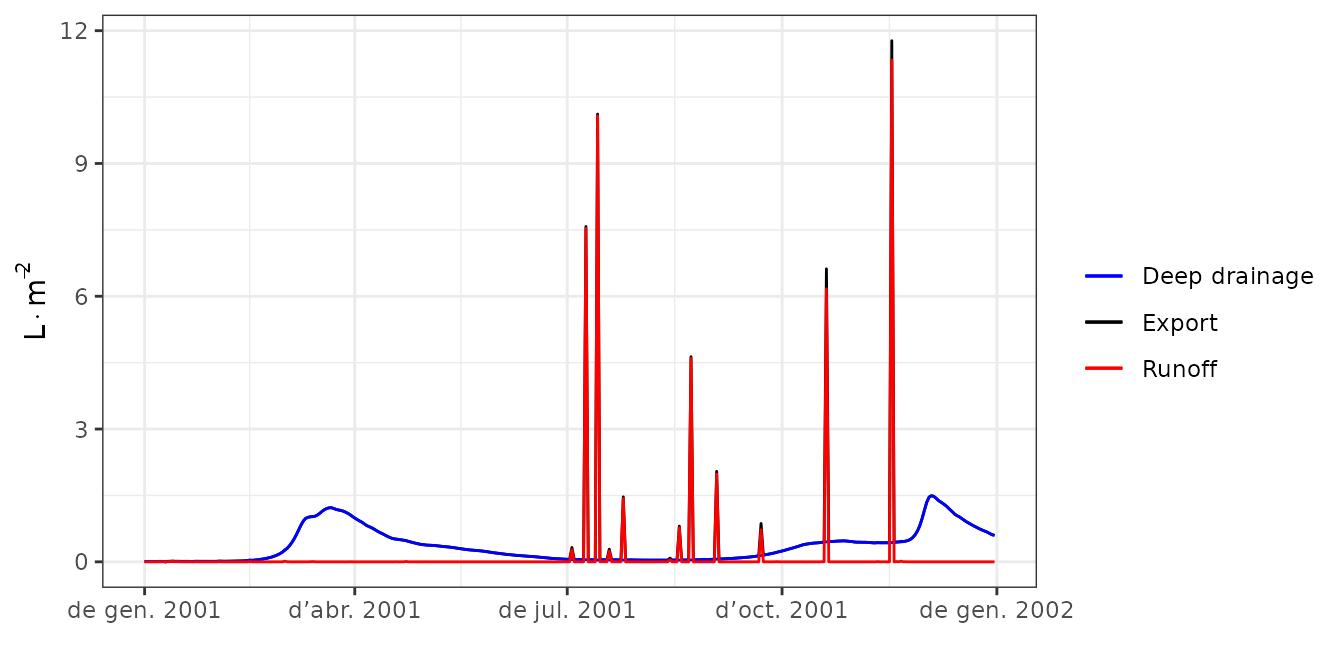 12
9
6
3
0
L · m⁻²
de gen. 2001
d’abr. 2001
de jul. 2001
d’oct. 2001
de gen. 2002
Deep drainage
Export
Runoff